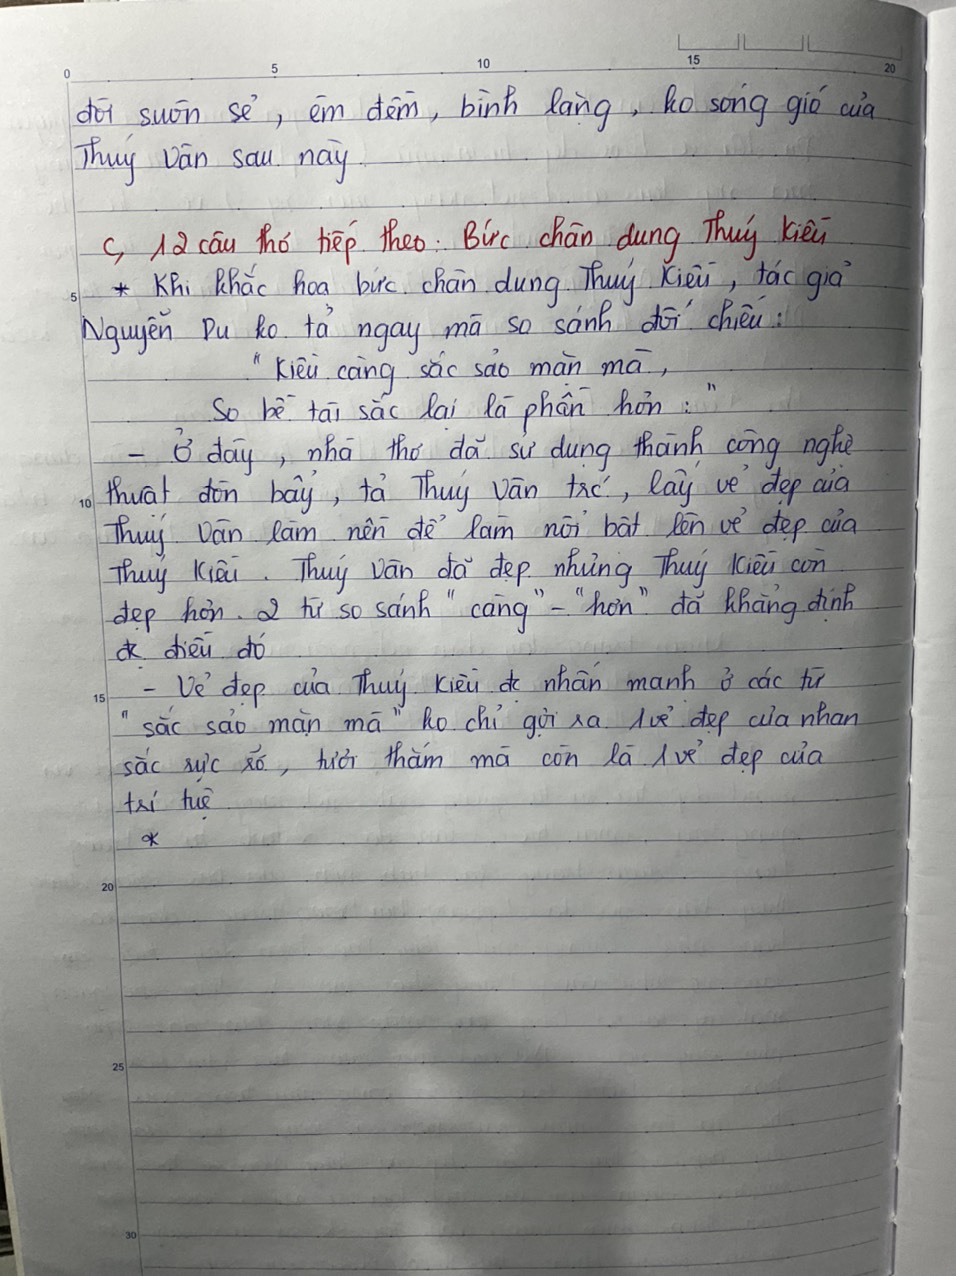 0 5 10 15 20
đời suôn sẻ, êm đềm, bình lặng, ko sóng gió của
Thuý Vân sau này.
c, 12 câu thơ tiếp theo: Bức chân dung Thuý Kiều
* Khi khắc hoạ bức chân dung Thuý Kiều, tác giả
5
Nguyễn Du ko tả ngay mà so sánh đối chiếu:
"Kiều càng sắc sảo mặn mà,
So bề tài sắc lại là phần hơn:"
- Ở đây, nhà thơ đã sử dụng thành công nghệ
10 thuật đòn bẩy, tả Thuý Vân trc', lấy vẻ đẹp của
Thuý Vân làm nền để làm nổi bật lên vẻ đẹp của
Thuý Kiều. Thuý Vân đã đẹp nhưng Thuý Kiều còn
đẹp hơn. 2 từ so sánh "càng" - "hơn" đã khẳng định
đc điều đó
- Vẻ đẹp của Thuý Kiều đc nhấn mạnh ở các từ
15
"sắc sảo mặn mà" ko chỉ gợi ra 1 vẻ đẹp của nhan
sắc rực rỡ, tươi thắm mà còn là 1 vẻ đẹp của
trí tuệ
*
20
25
30